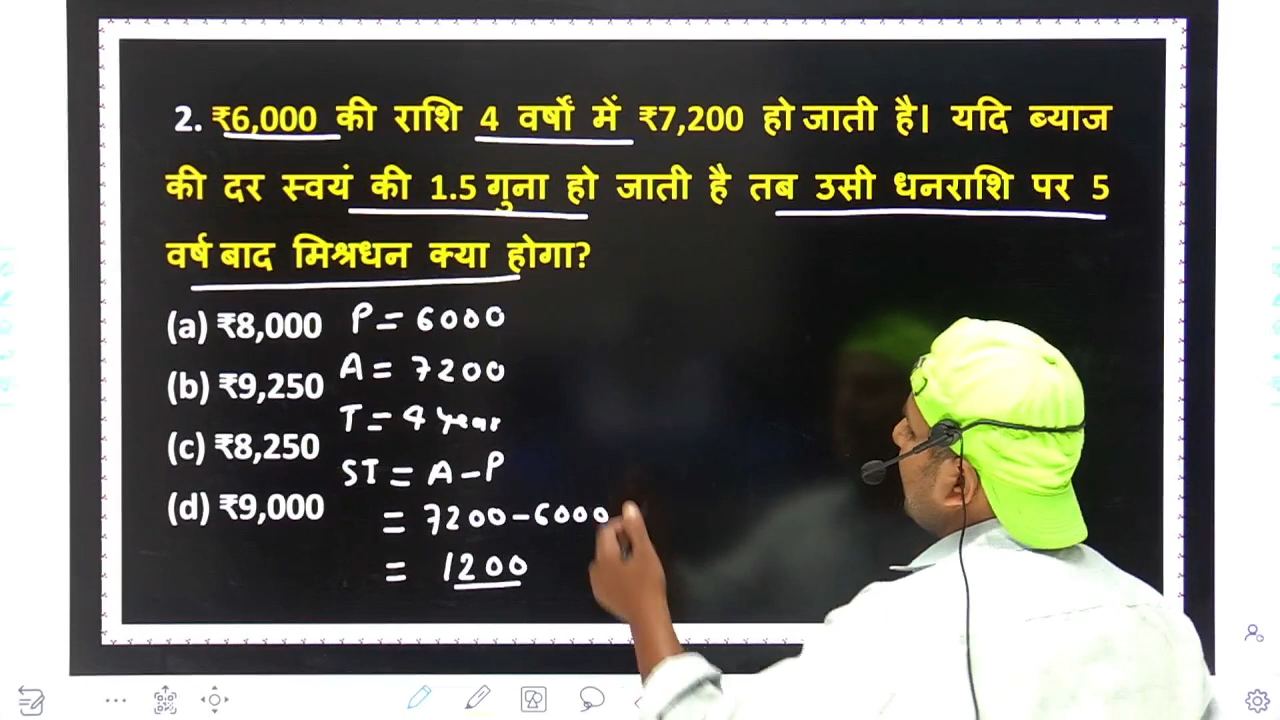 2. ₹6,000 की राशि 4 वर्षों में ₹7,200 हो जाती है। यदि ब्याज
की दर स्वयं की 1.5 गुना हो जाती है तब उसी धनराशि पर 5
वर्ष बाद मिश्रधन क्या होगा?
(a) ₹8,000
(b) ₹9,250
(c) ₹8,250
(d) ₹9,000
P = 6000
A = 7200
T = 4 year
SI = A - P
= 7200 - 6000
= 1200